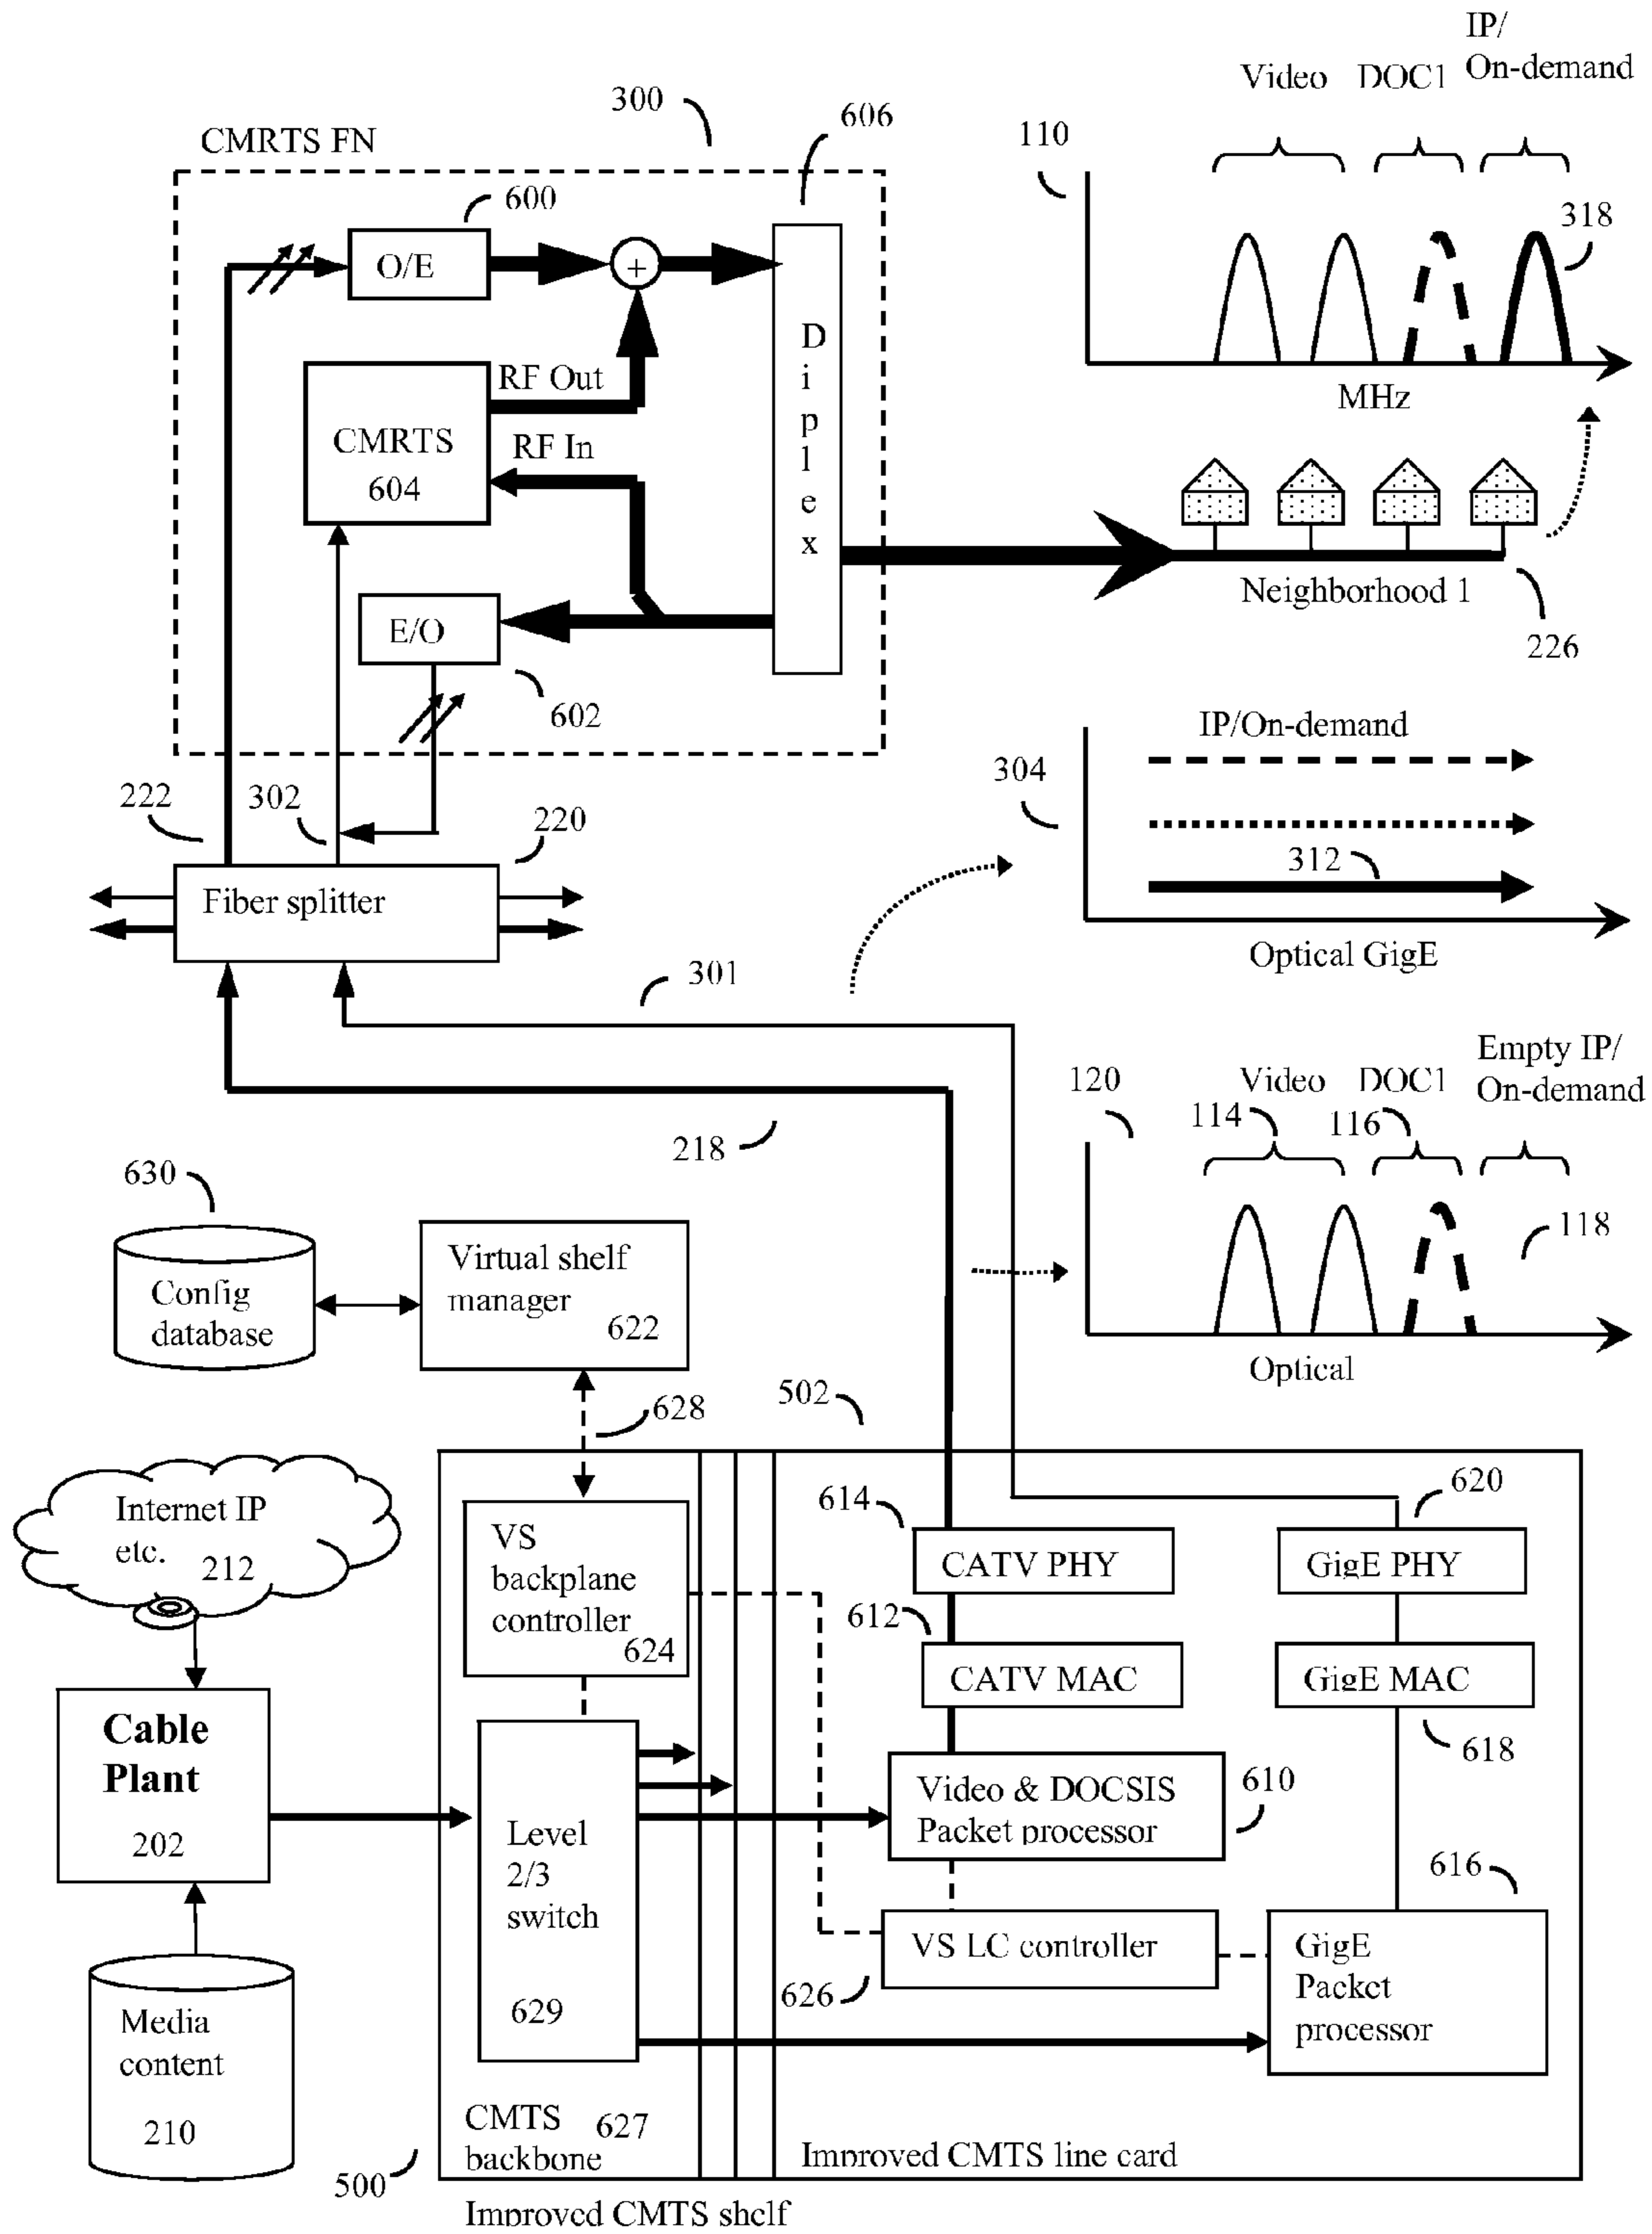 IP/
Video DOC1 On-demand
300
606
110
CMRTS FN
600
318
O/E
+
Diplex
RF Out
MHz
CMRTS
604
RF In
E/O
Neighborhood 1
226
602
IP/On-demand
304
222
302
220
312
Fiber splitter
Optical GigE
301
Empty IP/
On-demand
120
Video DOC1
114
116
218
630
118
Virtual shelf
manager
622
Config
database
Optical
502
628
Internet IP
etc.
212
620
614
VS
backplane
controller
624
CATV PHY
GigE PHY
612
CATV MAC
GigE MAC
618
Cable
Plant
202
Video & DOCSIS
Packet processor
610
Level
2/3
switch
629
616
VS LC controller
626
GigE
Packet
processor
Media
content
210
CMTS
backbone
627
Improved CMTS line card
500
Improved CMTS shelf